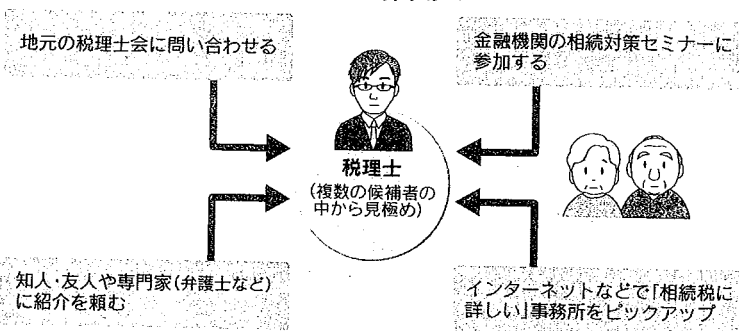 地元の税理士会に問い合わせる
金融機関の相続対策セミナーに
参加する
税理士
(複数の候補者の
中から見極め)
知人・友人や専門家(弁護士など)
に紹介を頼む
インターネットなどで「相続税に
詳しい」事務所をピックアップ